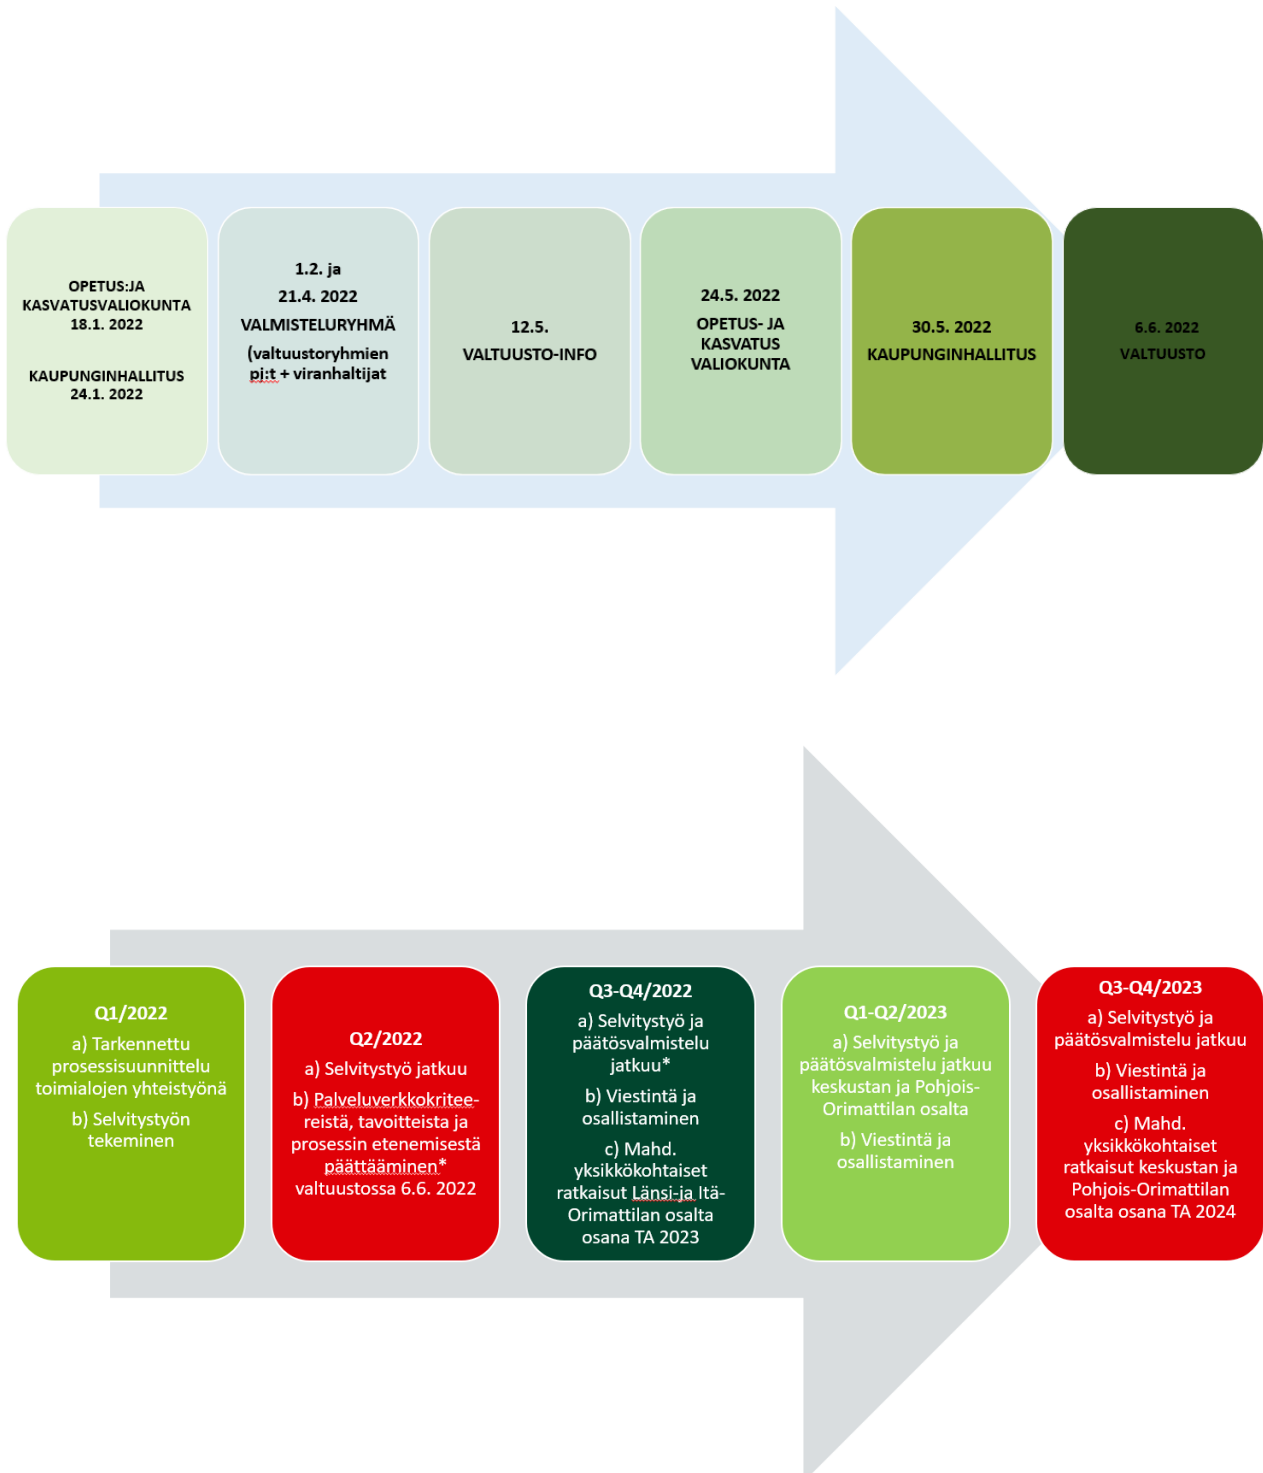 OPETUS:JA
KASVATUSVALIOKUNTA
18.1. 2022
KAUPUNGINHALLITUS
24.1. 2022
1.2. ja
21.4. 2022
VALMISTELURYHMÄ
(valtuustoryhmien
pj:t + viranhaltijat
12.5.
VALTUUSTO-INFO
24.5. 2022
OPETUS- JA
KASVATUS
VALIOKUNTA
30.5. 2022
KAUPUNGINHALLITUS
6.6. 2022
VALTUUSTO
Q1/2022
a) Tarkennettu
prosessisuunnittelu
toimialojen yhteistyönä
b) Selvitystyön
tekeminen
Q2/2022
a) Selvitystyö jatkuu
b) Palveluverkkokritee-
reistä, tavoitteista ja
prosessin etenemisestä
päättääminen*
valtuustossa 6.6. 2022
Q3-Q4/2022
a) Selvitystyö ja
päätösvalmistelu
jatkuu*
b) Viestintä ja
osallistaminen
c) Mahd.
yksikkökohtaiset
ratkaisut Länsi-ja Itä-
Orimattilan osalta
osana TA 2023
Q1-Q2/2023
a) Selvitystyö ja
päätösvalmistelu jatkuu
keskustan ja Pohjois-
Orimattilan osalta
b) Viestintä ja
osallistaminen
Q3-Q4/2023
a) Selvitystyö ja
päätösvalmistelu jatkuu
b) Viestintä ja
osallistaminen
c) Mahd.
yksikkökohtaiset
ratkaisut keskustan ja
Pohjois-Orimattilan
osalta osana TA 2024